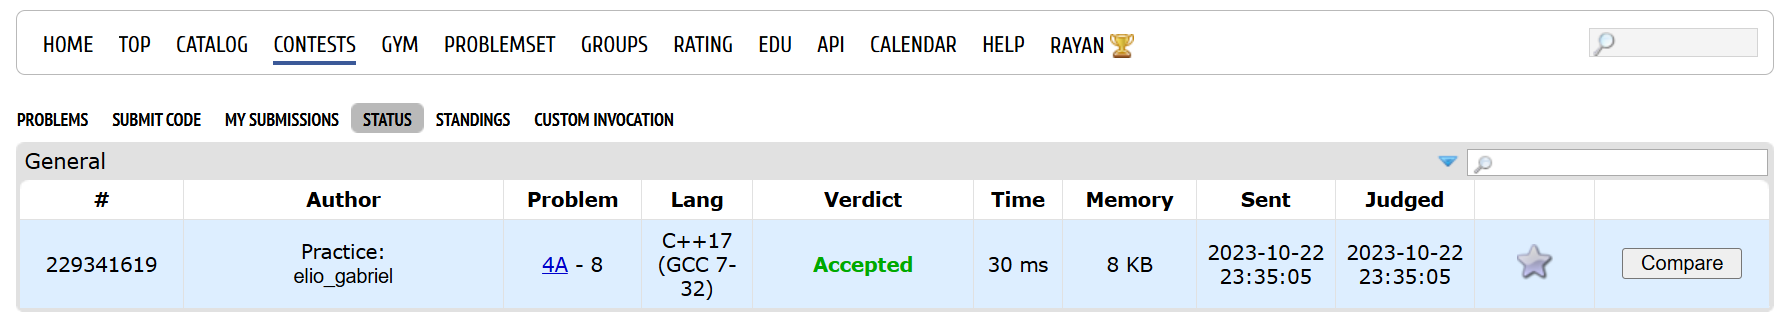 HOME TOP CATALOG CONTESTS GYM PROBLEMSET GROUPS RATING EDU API CALENDAR HELP RAYAN
PROBLEMS SUBMIT CODE MY SUBMISSIONS STATUS STANDINGS CUSTOM INVOCATION
General
# Author Problem Lang Verdict Time Memory Sent Judged
229341619
Practice:
elio_gabriel
4A - 8
C++17
(GCC 7-
32)
Accepted
30 ms
8 KB
2023-10-22
23:35:05
2023-10-22
23:35:05
Compare